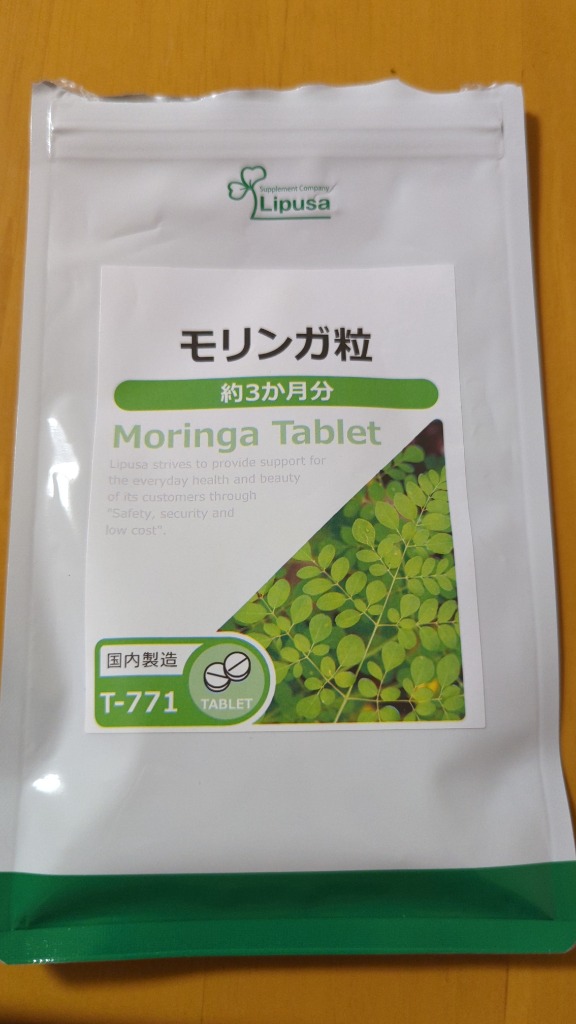 Supplement Company
Lipusa
モリンガ粒
約3か月分
Moringa Tablet
Lipusa strives to provide support for
the everyday health and beauty
of its customers through
"Safety, security and
low cost".
国内製造
T-771
TABLET